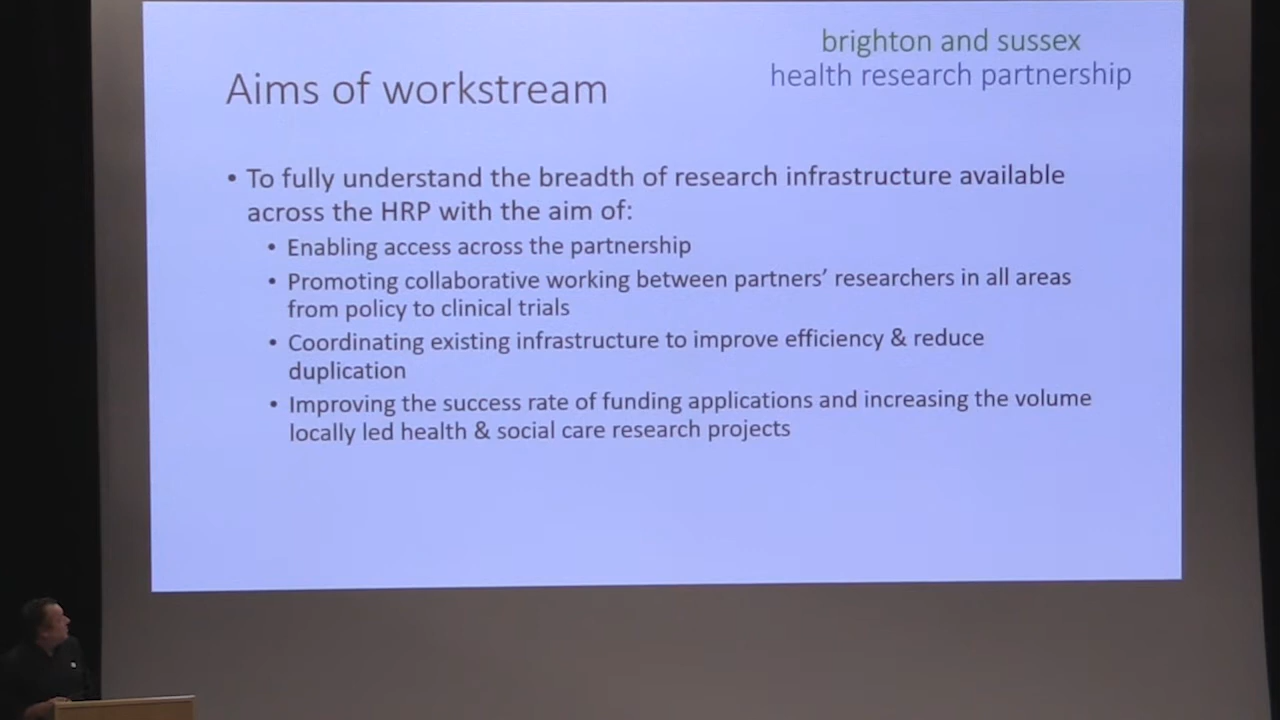 brighton and sussex
health research partnership
Aims of workstream
• To fully understand the breadth of research infrastructure available
across the HRP with the aim of:
• Enabling access across the partnership
• Promoting collaborative working between partners’ researchers in all areas
from policy to clinical trials
• Coordinating existing infrastructure to improve efficiency & reduce
duplication
• Improving the success rate of funding applications and increasing the volume
locally led health & social care research projects